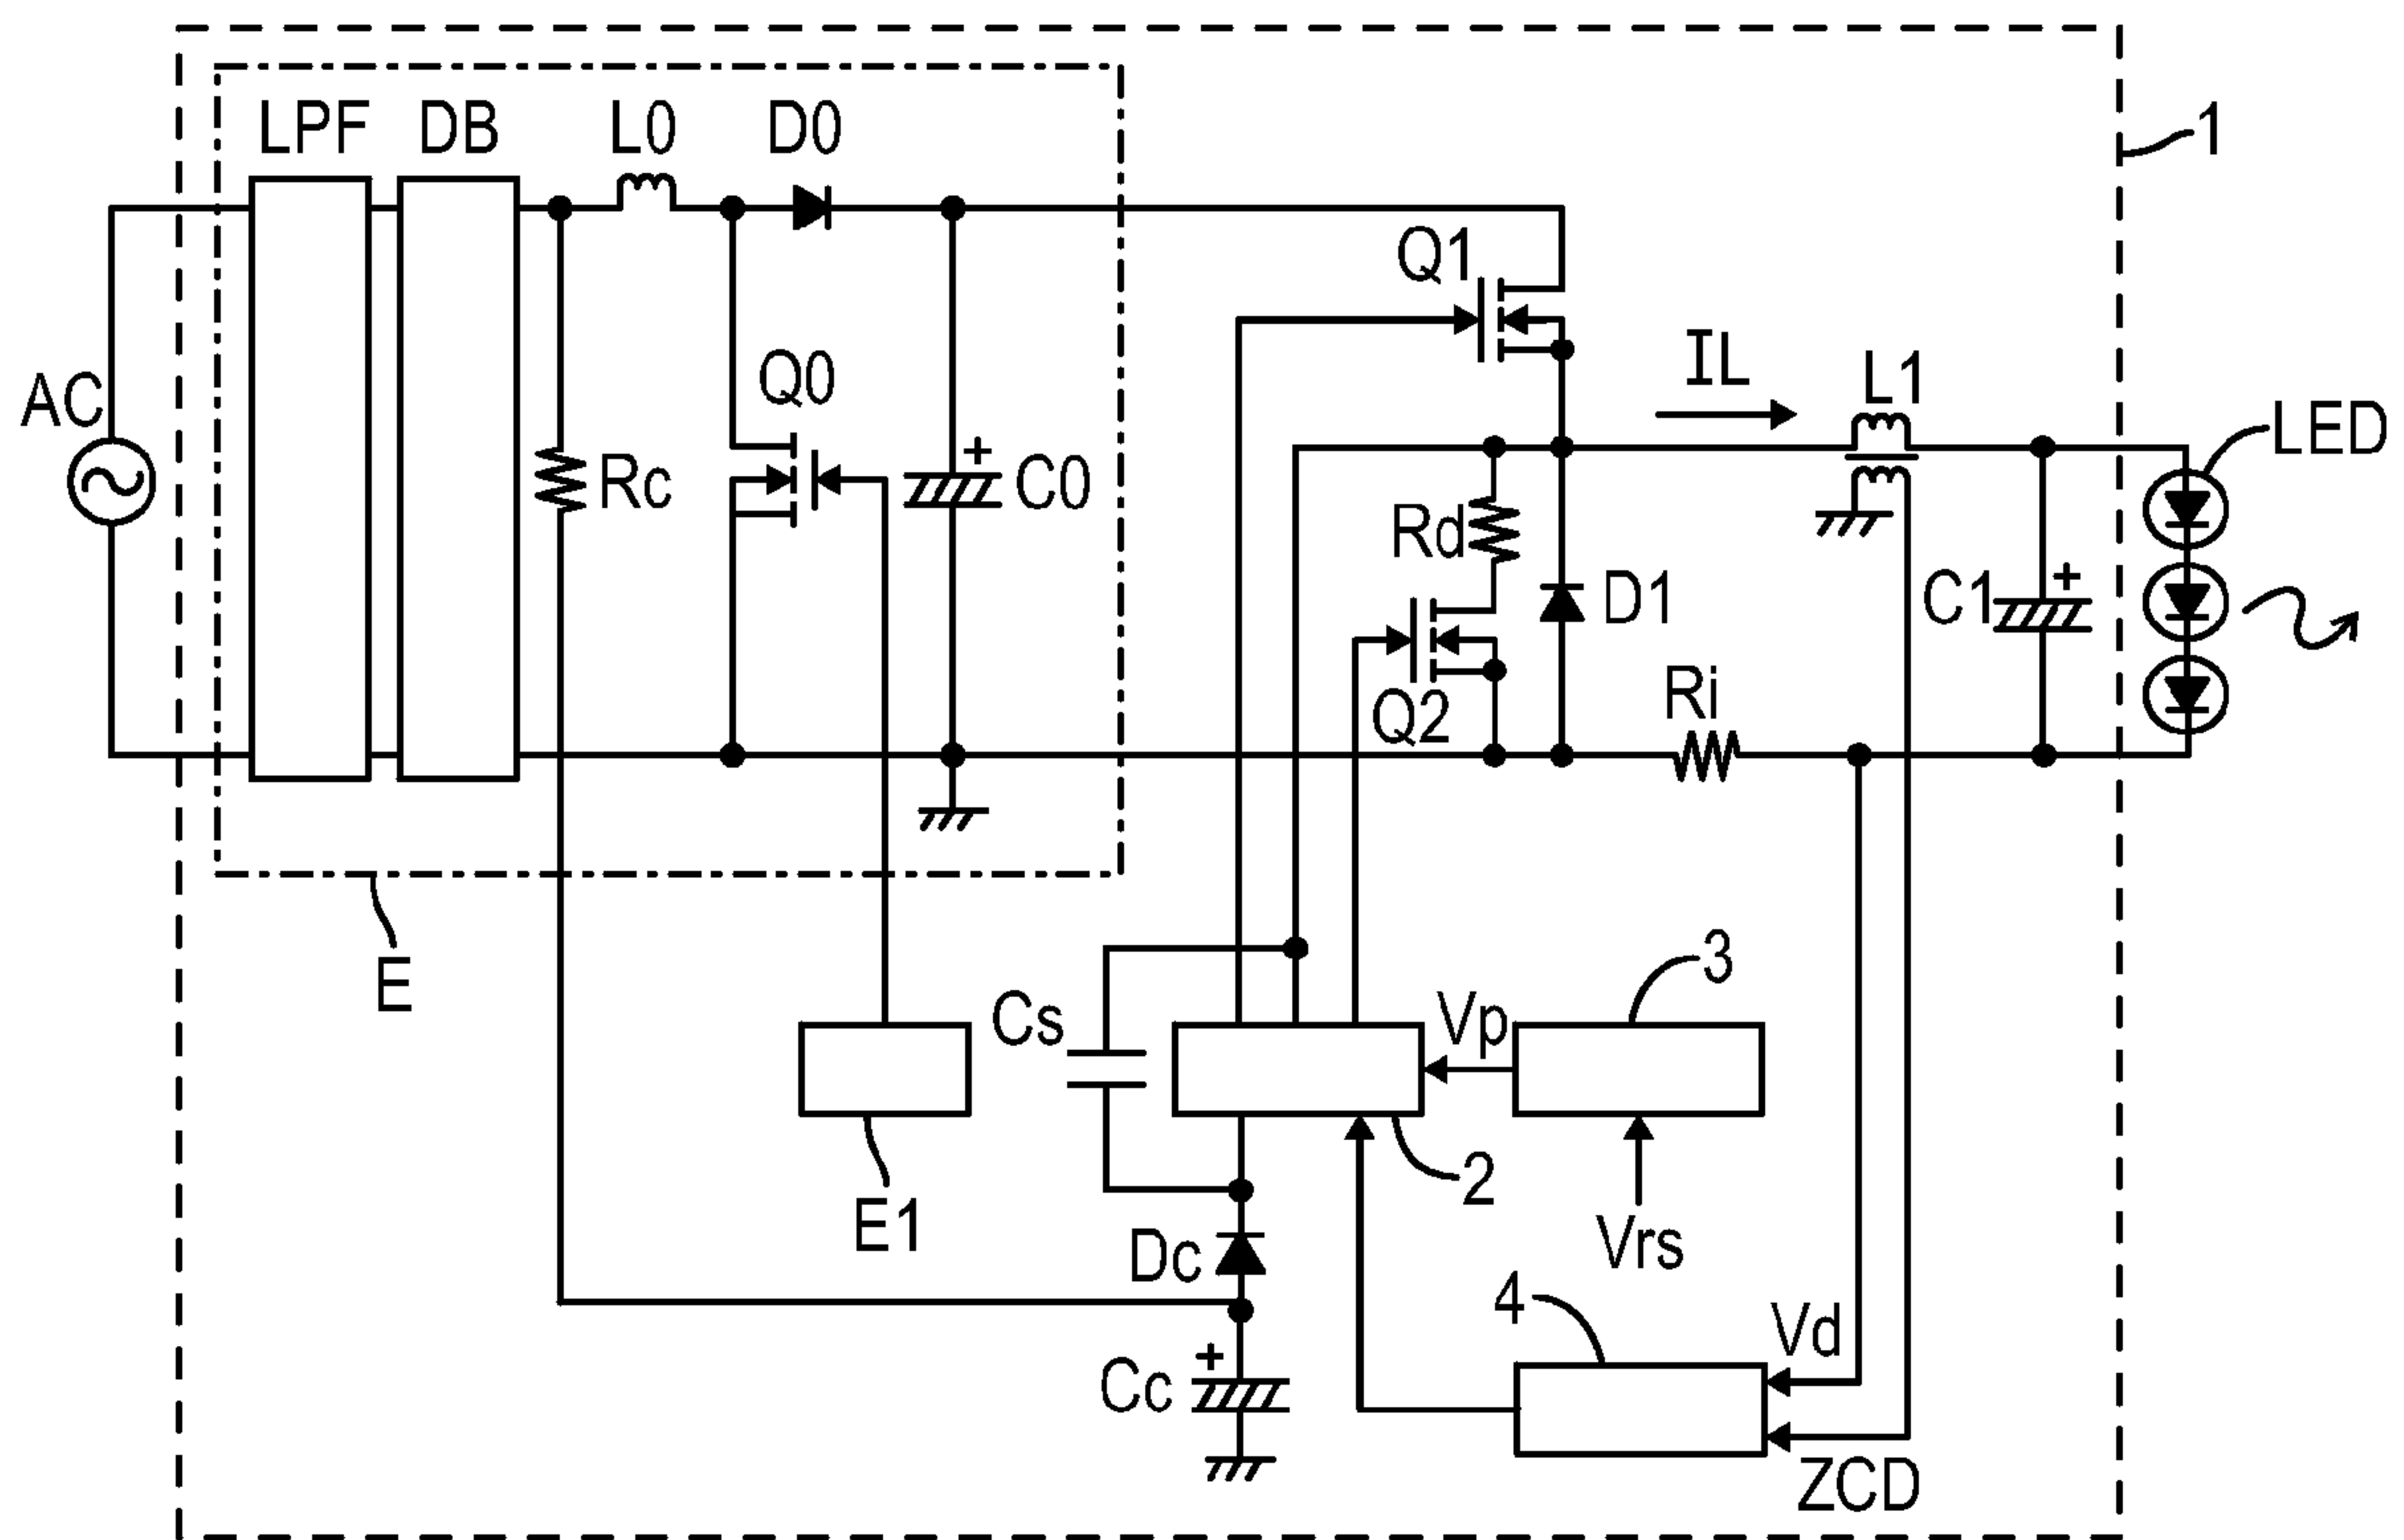 1
LPF
DB
L0
D0
Q1
IL
L1
LED
AC
Q0
Rc
C0
Rd
D1
C1
Ri
Q2
E
3
Cs
Vp
2
E1
Vrs
Dc
4
Vd
Cc
ZCD
+
+
+